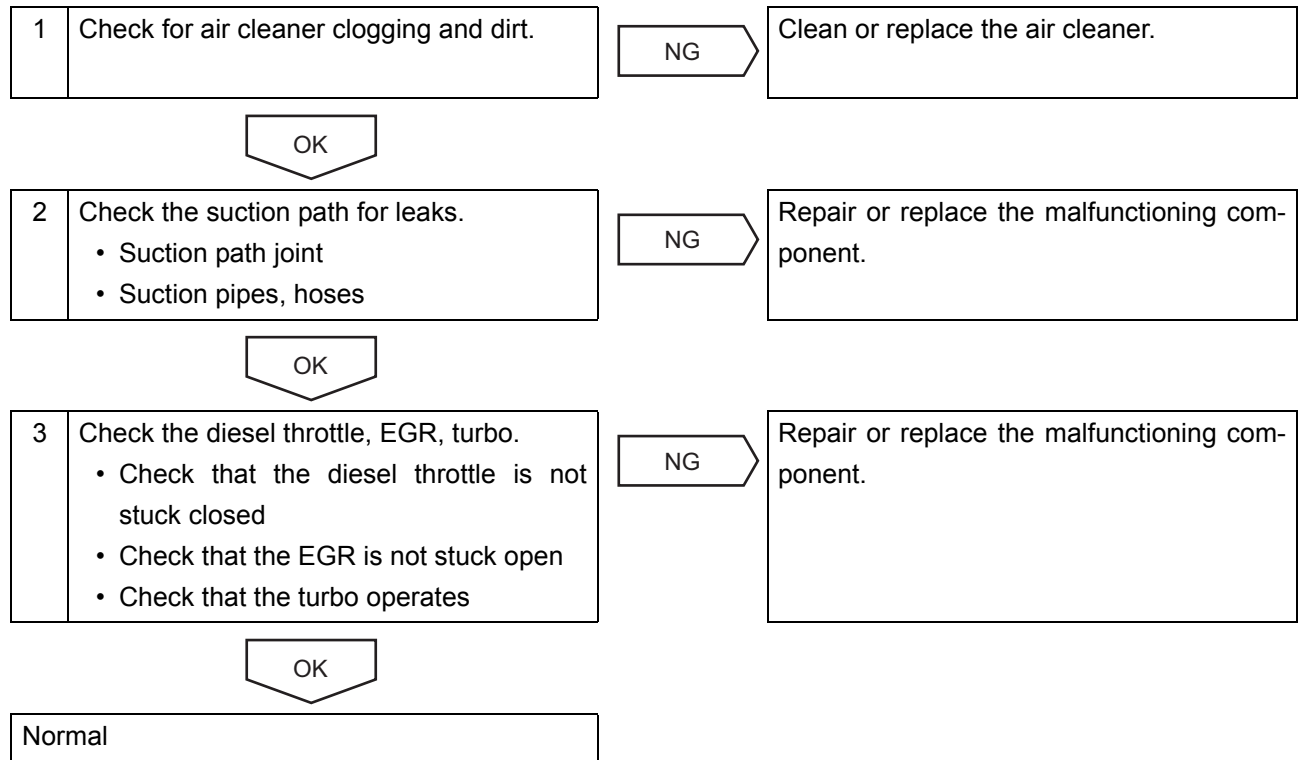 1 Check for air cleaner clogging and dirt.
NG
Clean or replace the air cleaner.
OK
2 Check the suction path for leaks.
• Suction path joint
• Suction pipes, hoses
NG
Repair or replace the malfunctioning com-
ponent.
OK
3 Check the diesel throttle, EGR, turbo.
• Check that the diesel throttle is not
stuck closed
• Check that the EGR is not stuck open
• Check that the turbo operates
NG
Repair or replace the malfunctioning com-
ponent.
OK
Normal